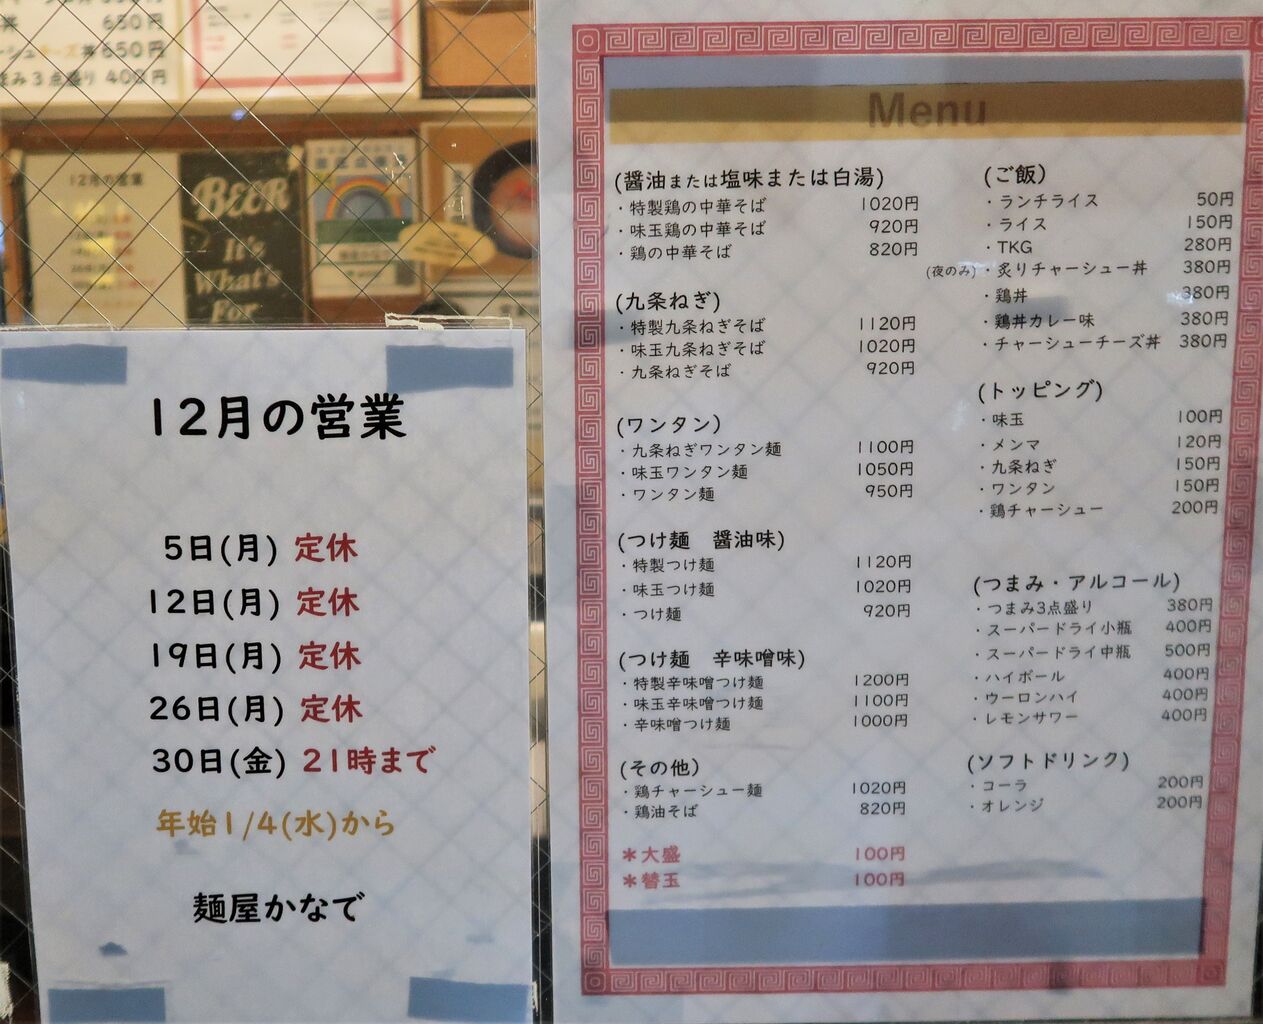 650円
チーズ丼650円
3点盛り 400円
12月の営業
BEER
It's
What's
For
12月の営業
5日(月) 定休
12日(月) 定休
19日(月) 定休
26日(月) 定休
30日(金) 21時まで
年始1/4(水)から
麺屋かなで
Menu
(醤油または塩味または白湯)
・特製鶏の中華そば 1020円
・味玉鶏の中華そば 920円
・鶏の中華そば 820円
(九条ねぎ)
・特製九条ねぎそば 1120円
・味玉九条ねぎそば 1020円
・九条ねぎそば 920円
(ワンタン)
・九条ねぎワンタン麺 1100円
・味玉ワンタン麺 1050円
・ワンタン麺 950円
(つけ麺 醤油味)
・特製つけ麺 1120円
・味玉つけ麺 1020円
・つけ麺 920円
(つけ麺 辛味噌味)
・特製辛味噌つけ麺 1200円
・味玉辛味噌つけ麺 1100円
・辛味噌つけ麺 1000円
(その他)
・鶏チャーシュー麺 1020円
・鶏油そば 820円
＊大盛 100円
＊替玉 100円
(ご飯)
・ランチライス 50円
・ライス 150円
・TKG 280円
(夜のみ)・炙りチャーシュー丼 380円
・鶏丼 380円
・鶏丼カレー味 380円
・チャーシューチーズ丼 380円
(トッピング)
・味玉 100円
・メンマ 120円
・九条ねぎ 150円
・ワンタン 150円
・鶏チャーシュー 200円
(つまみ・アルコール)
・つまみ3点盛り 380円
・スーパードライ小瓶 400円
・スーパードライ中瓶 500円
・ハイボール 400円
・ウーロンハイ 400円
・レモンサワー 400円
(ソフトドリンク)
・コーラ 200円
・オレンジ 200円